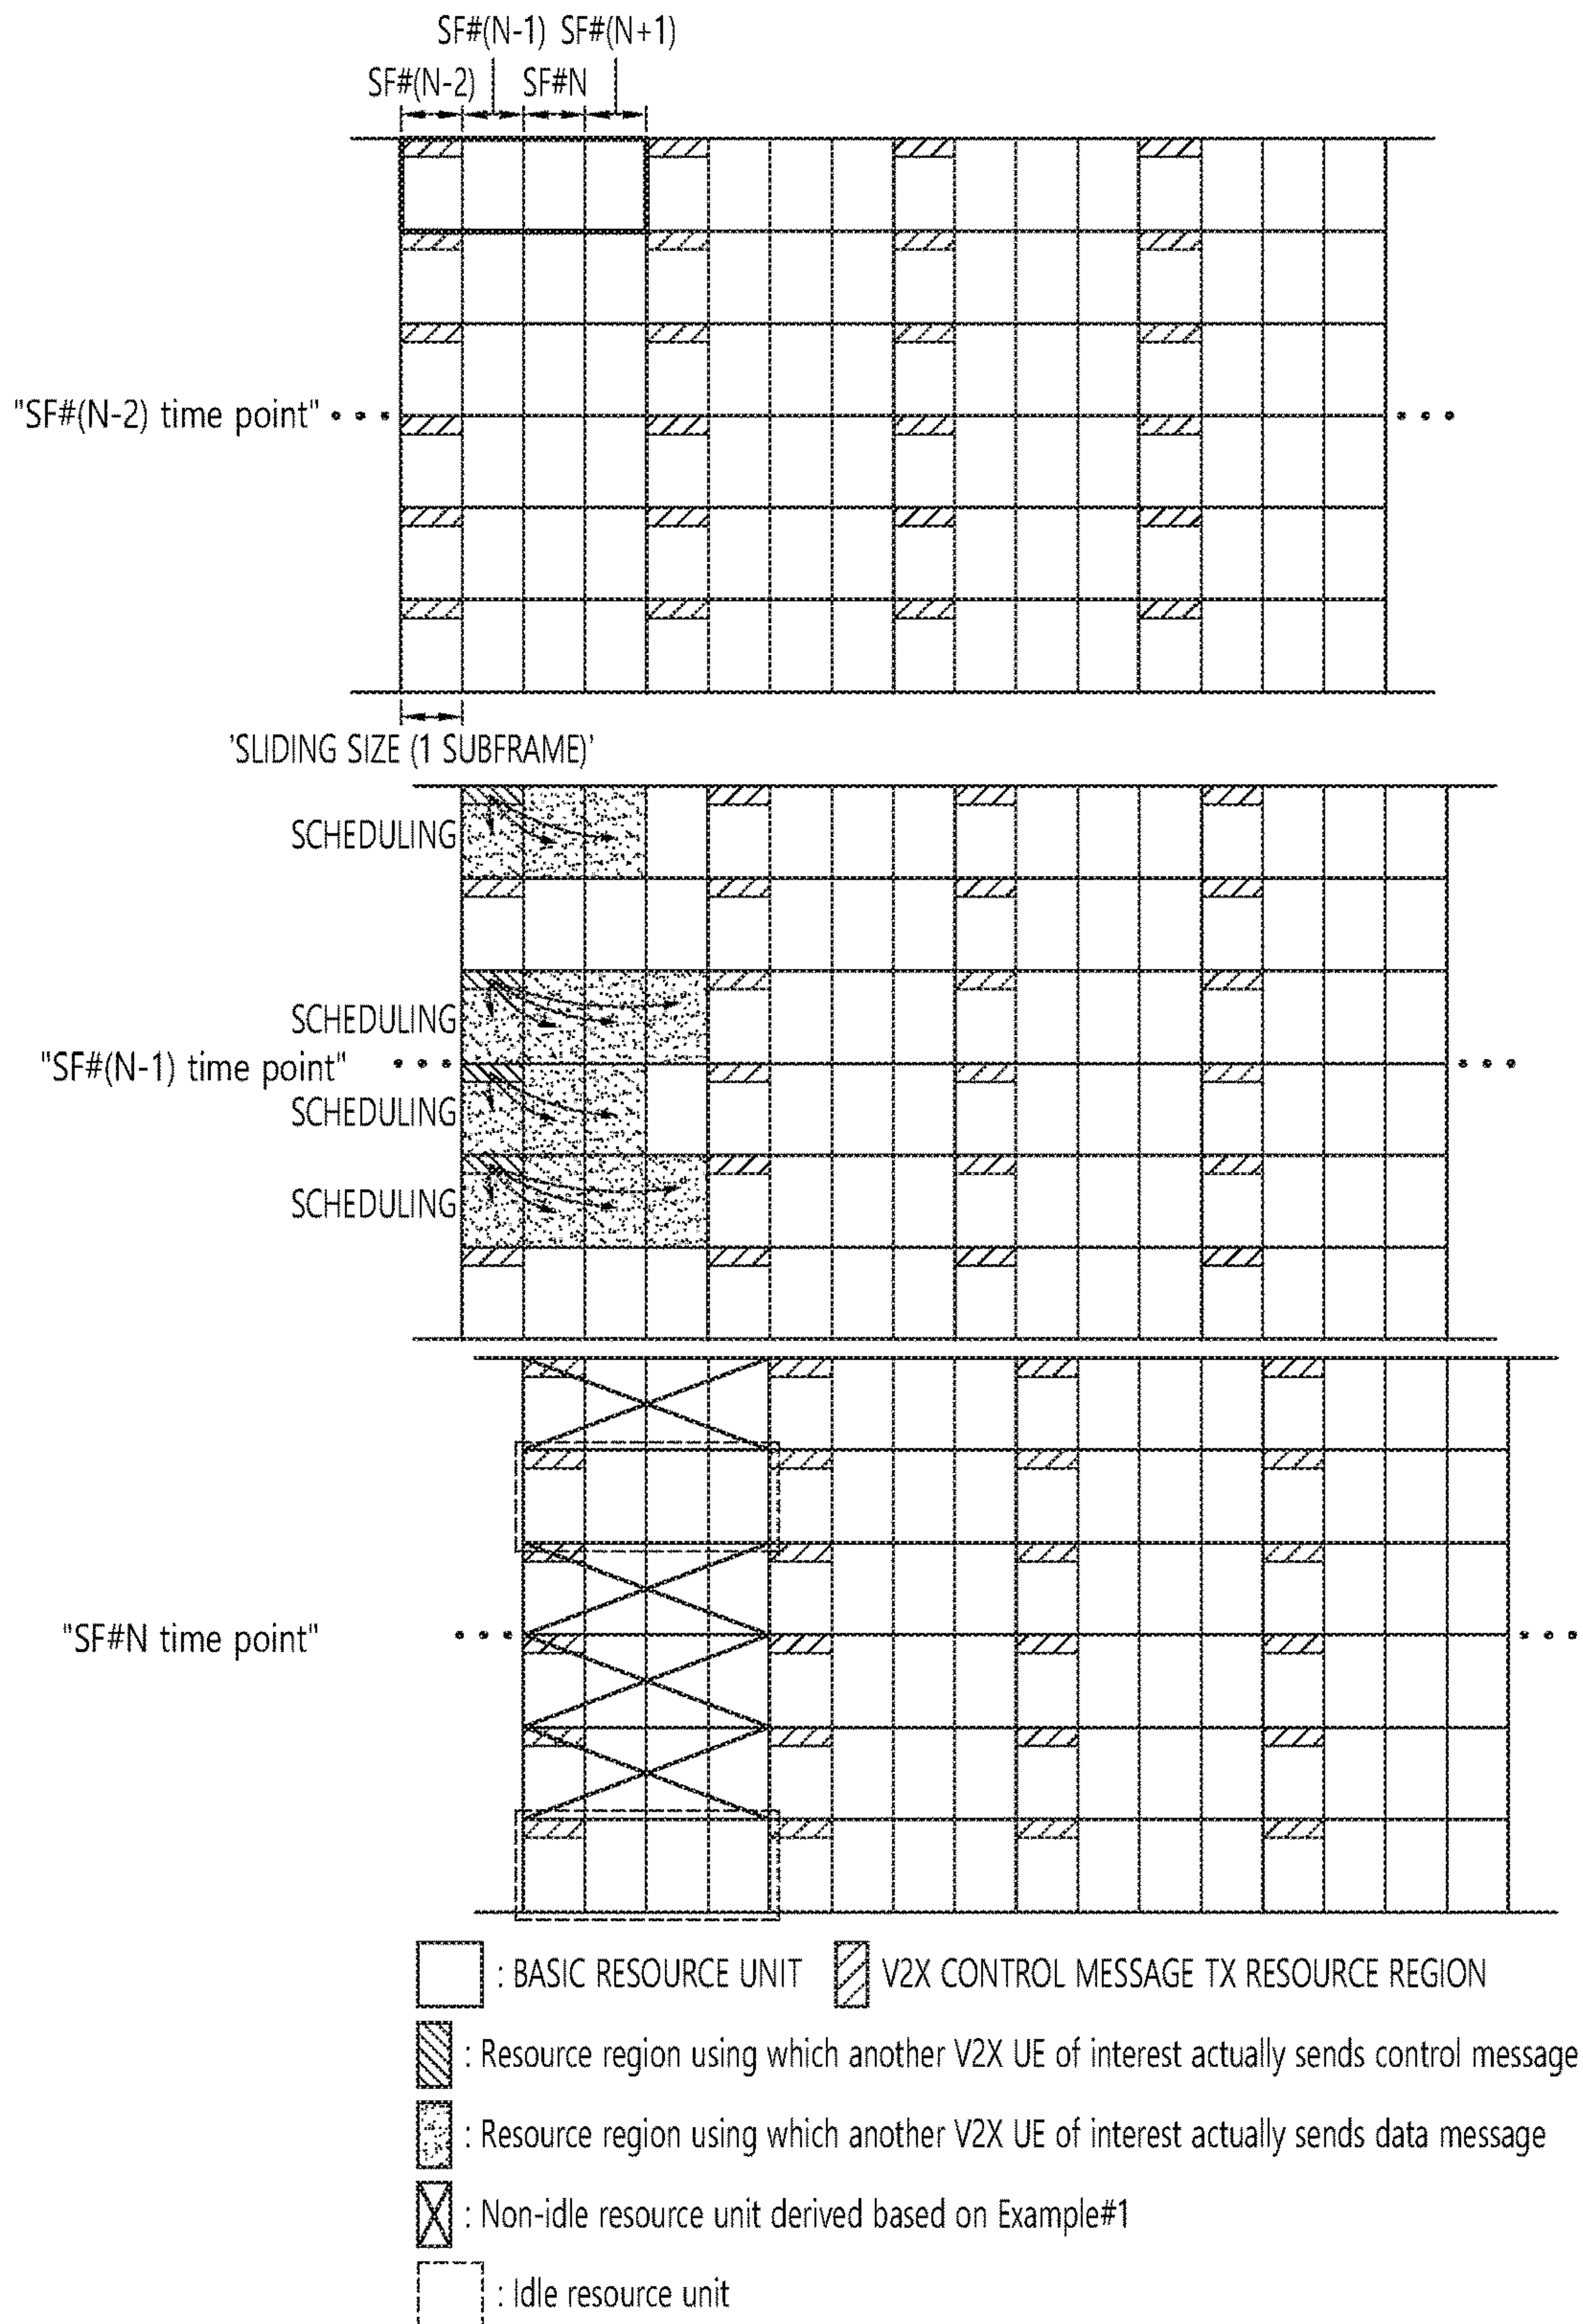 SF#(N-1) SF#(N+1)
SF#(N-2) SF#N
"SF#(N-2) time point"
'SLIDING SIZE (1 SUBFRAME)'
SCHEDULING
SCHEDULING
"SF#(N-1) time point"
SCHEDULING
SCHEDULING
"SF#N time point"
: BASIC RESOURCE UNIT V2X CONTROL MESSAGE TX RESOURCE REGION
: Resource region using which another V2X UE of interest actually sends control message
: Resource region using which another V2X UE of interest actually sends data message
: Non-idle resource unit derived based on Example#1
: Idle resource unit